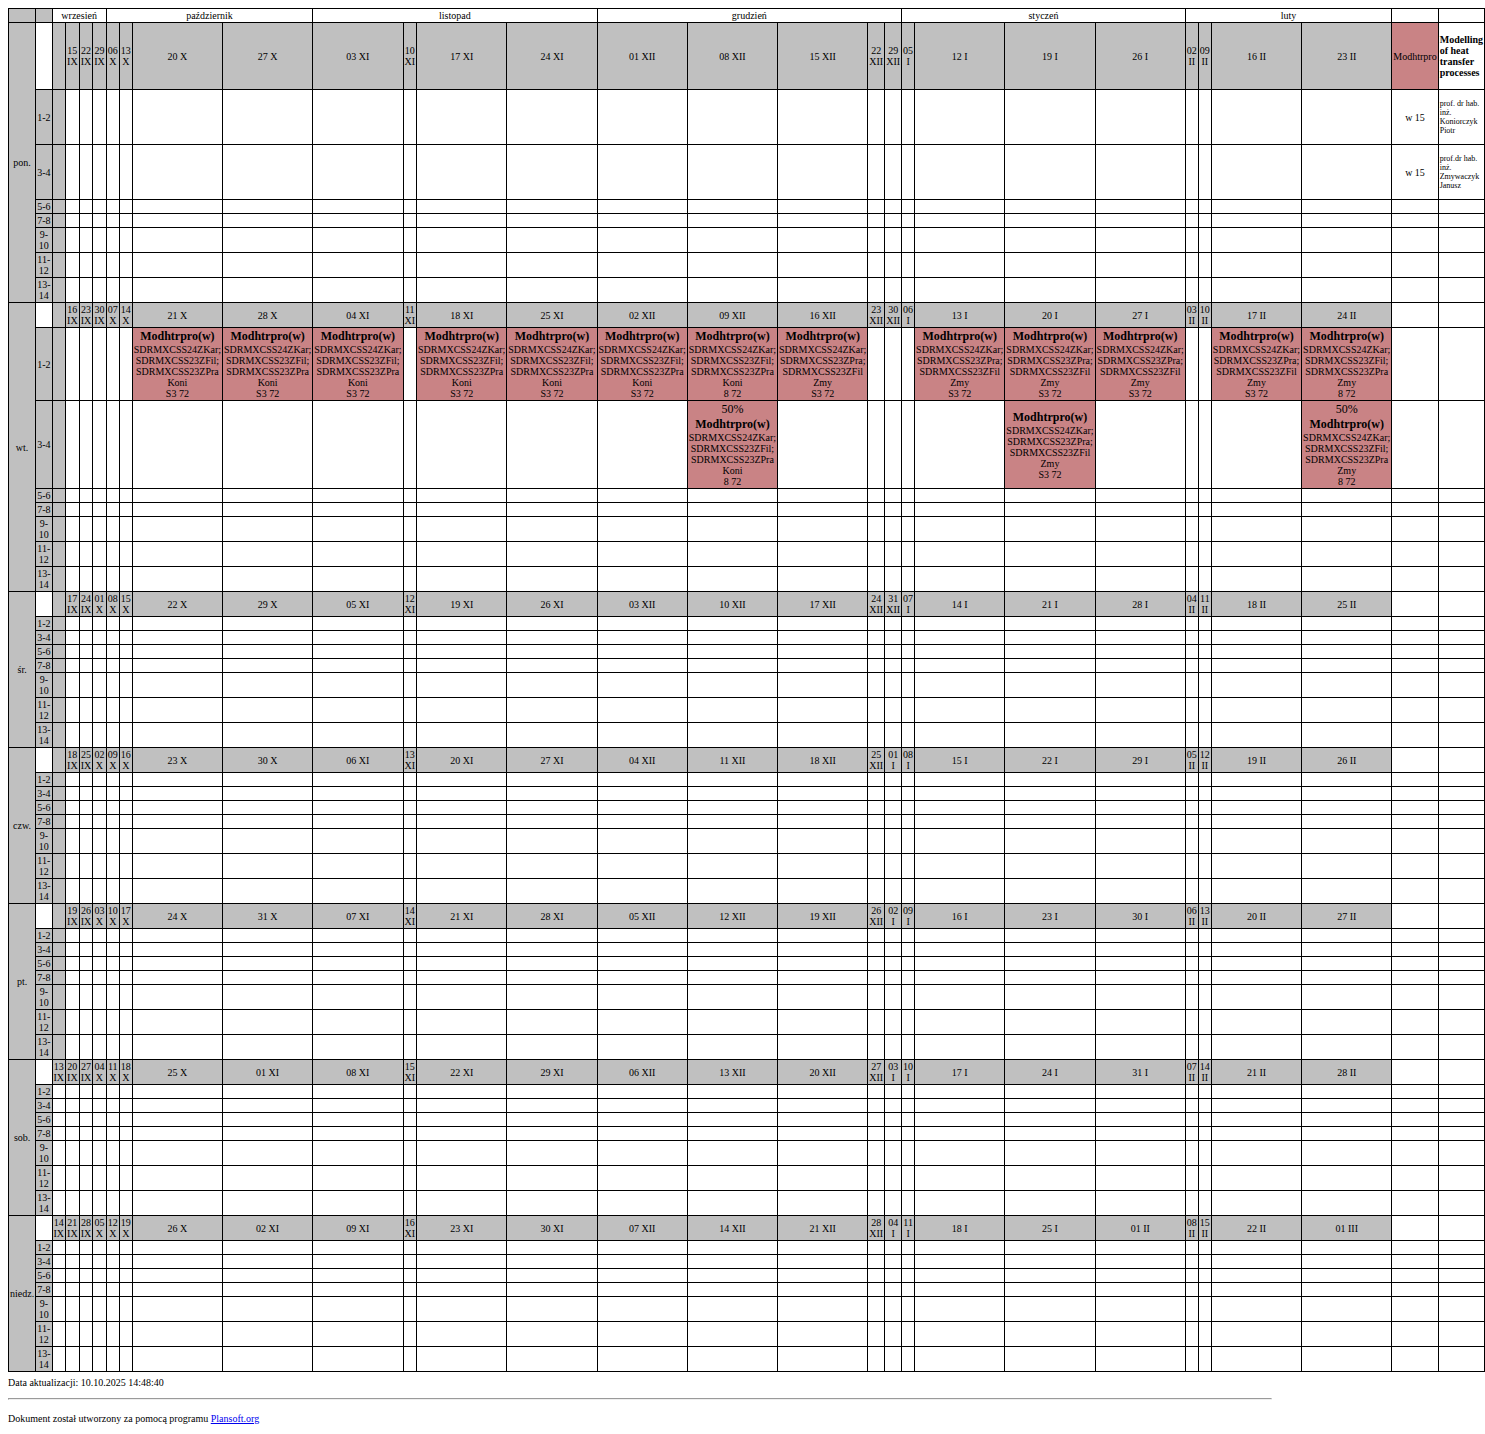 wrzesień październik listopad grudzień styczeń luty
pon. 15 IX 22 IX 29 IX 06 X 13 X 20 X 27 X 03 XI 10 XI 17 XI 24 XI 01 XII 08 XII 15 XII 22 XII 29 XII 05 I 12 I 19 I 26 I 02 II 09 II 16 II 23 II Modhtrpro Modelling of heat transfer processes
1-2 w 15 prof. dr hab. inż. Koniorczyk Piotr
3-4 w 15 prof.dr hab. inż. Zmywaczyk Janusz
5-6
7-8
9-10
11-12
13-14
wt. 16 IX 23 IX 30 IX 07 X 14 X 21 X 28 X 04 XI 11 XI 18 XI 25 XI 02 XII 09 XII 16 XII 23 XII 30 XII 06 I 13 I 20 I 27 I 03 II 10 II 17 II 24 II
1-2
Modhtrpro(w) Modhtrpro(w) Modhtrpro(w) Modhtrpro(w) Modhtrpro(w) Modhtrpro(w) Modhtrpro(w) Modhtrpro(w) Modhtrpro(w) Modhtrpro(w) Modhtrpro(w) Modhtrpro(w) Modhtrpro(w)
SDRMXCSS24ZKar; SDRMXCSS24ZKar; SDRMXCSS24ZKar; SDRMXCSS24ZKar; SDRMXCSS24ZKar; SDRMXCSS24ZKar; SDRMXCSS24ZKar; SDRMXCSS24ZKar; SDRMXCSS24ZKar; SDRMXCSS24ZKar; SDRMXCSS24ZKar; SDRMXCSS24ZKar; SDRMXCSS24ZKar;
SDRMXCSS23ZFil; SDRMXCSS23ZFil; SDRMXCSS23ZFil; SDRMXCSS23ZFil; SDRMXCSS23ZFil; SDRMXCSS23ZFil; SDRMXCSS23ZFil; SDRMXCSS23ZPra; SDRMXCSS23ZPra; SDRMXCSS23ZPra; SDRMXCSS23ZPra; SDRMXCSS23ZPra; SDRMXCSS23ZFil;
SDRMXCSS23ZPra SDRMXCSS23ZPra SDRMXCSS23ZPra SDRMXCSS23ZPra SDRMXCSS23ZPra SDRMXCSS23ZPra SDRMXCSS23ZPra SDRMXCSS23ZFil SDRMXCSS23ZFil SDRMXCSS23ZFil SDRMXCSS23ZFil SDRMXCSS23ZFil SDRMXCSS23ZPra
Koni Koni Koni Koni Koni Koni Koni Zmy Zmy Zmy Zmy Zmy Zmy
S3 72 S3 72 S3 72 S3 72 S3 72 S3 72 8 72 S3 72 S3 72 S3 72 S3 72 S3 72 8 72
3-4
50% 50%
Modhtrpro(w) Modhtrpro(w) Modhtrpro(w)
SDRMXCSS24ZKar; SDRMXCSS24ZKar; SDRMXCSS24ZKar;
SDRMXCSS23ZFil; SDRMXCSS23ZPra; SDRMXCSS23ZFil;
SDRMXCSS23ZPra SDRMXCSS23ZFil SDRMXCSS23ZPra
Koni Zmy Zmy
8 72 S3 72 8 72
5-6
7-8
9-10
11-12
13-14
śr. 17 IX 24 IX 01 X 08 X 15 X 22 X 29 X 05 XI 12 XI 19 XI 26 XI 03 XII 10 XII 17 XII 24 XII 31 XII 07 I 14 I 21 I 28 I 04 II 11 II 18 II 25 II
1-2
3-4
5-6
7-8
9-10
11-12
13-14
czw. 18 IX 25 IX 02 X 09 X 16 X 23 X 30 X 06 XI 13 XI 20 XI 27 XI 04 XII 11 XII 18 XII 25 XII 01 I 08 I 15 I 22 I 29 I 05 II 12 II 19 II 26 II
1-2
3-4
5-6
7-8
9-10
11-12
13-14
pt. 19 IX 26 IX 03 X 10 X 17 X 24 X 31 X 07 XI 14 XI 21 XI 28 XI 05 XII 12 XII 19 XII 26 XII 02 I 09 I 16 I 23 I 30 I 06 II 13 II 20 II 27 II
1-2
3-4
5-6
7-8
9-10
11-12
13-14
sob. 13 IX 20 IX 27 IX 04 X 11 X 18 X 25 X 01 XI 08 XI 15 XI 22 XI 29 XI 06 XII 13 XII 20 XII 27 XII 03 I 10 I 17 I 24 I 31 I 07 II 14 II 21 II 28 II
1-2
3-4
5-6
7-8
9-10
11-12
13-14
niedz. 14 IX 21 IX 28 IX 05 X 12 X 19 X 26 X 02 XI 09 XI 16 XI 23 XI 30 XI 07 XII 14 XII 21 XII 28 XII 04 I 11 I 18 I 25 I 01 II 08 II 15 II 22 II 01 III
1-2
3-4
5-6
7-8
9-10
11-12
13-14
Data aktualizacji: 10.10.2025 14:48:40
Dokument został utworzony za pomocą programu Plansoft.org